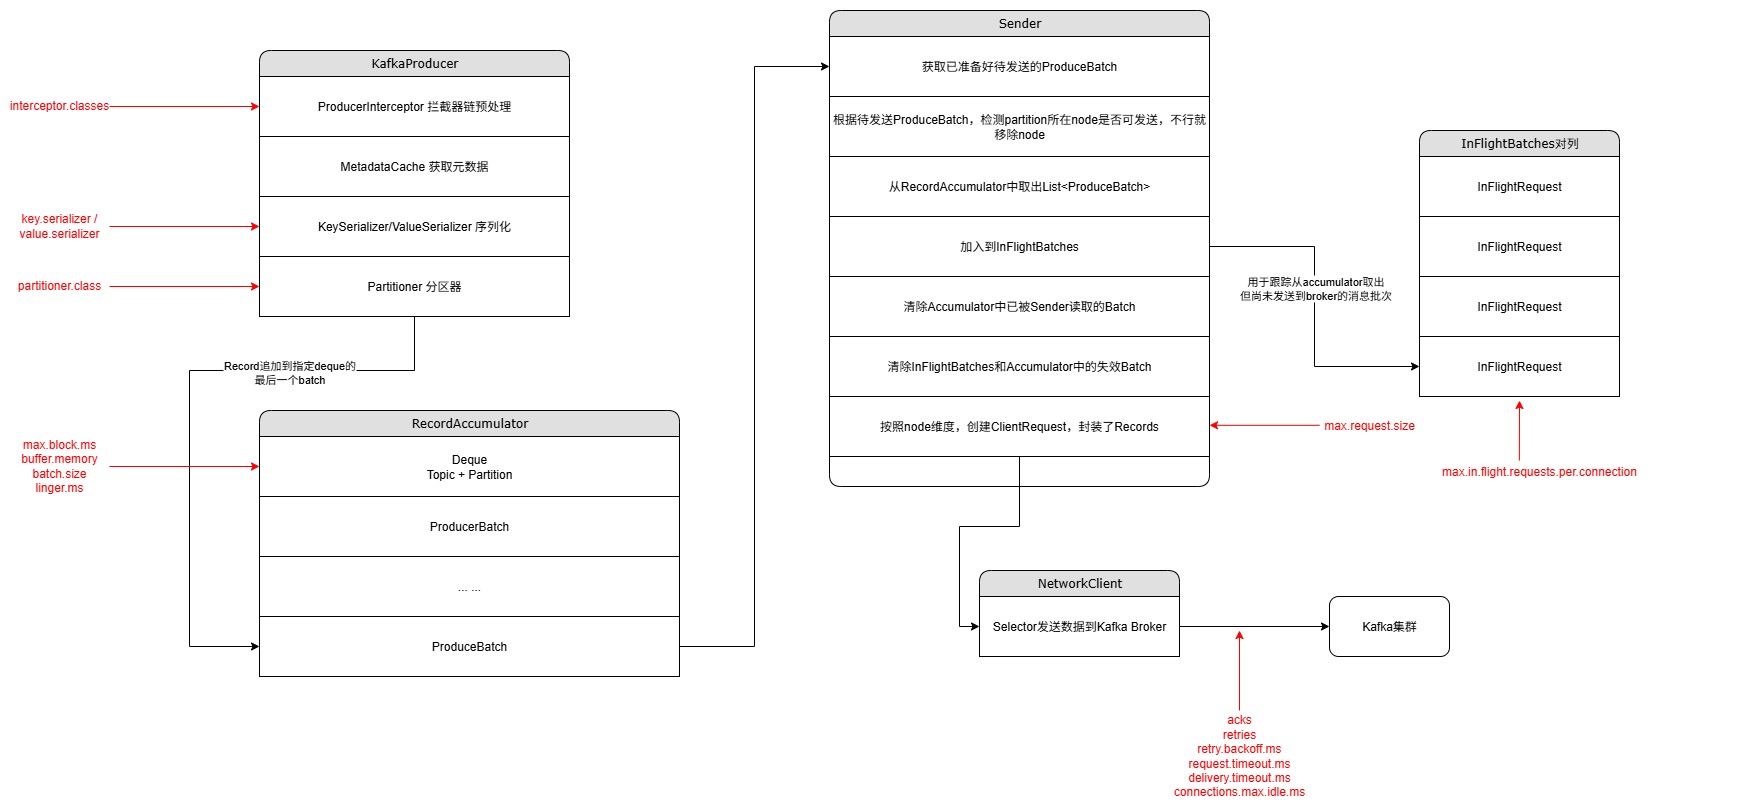 KafkaProducer
interceptor.classes
ProducerInterceptor 拦截器链预处理
MetadataCache 获取元数据
key.serializer /
value.serializer
KeySerializer/ValueSerializer 序列化
partitioner.class
Partitioner 分区器
Record追加到指定deque的
最后一个batch
RecordAccumulator
max.block.ms
buffer.memory
batch.size
linger.ms
Deque
Topic + Partition
ProducerBatch
... ...
ProduceBatch
Sender
获取已准备好待发送的ProduceBatch
根据待发送ProduceBatch，检测partition所在node是否可发送，不行就
移除node
从RecordAccumulator中取出List<ProduceBatch>
加入到InFlightBatches
清除Accumulator中已被Sender读取的Batch
清除InFlightBatches和Accumulator中的失效Batch
按照node维度，创建ClientRequest，封装了Records
max.request.size
用于跟踪从accumulator取出
但尚未发送到broker的消息批次
InFlightBatches对列
InFlightRequest
InFlightRequest
InFlightRequest
InFlightRequest
max.in.flight.requests.per.connection
NetworkClient
Selector发送数据到Kafka Broker
Kafka集群
acks
retries
retry.backoff.ms
request.timeout.ms
delivery.timeout.ms
connections.max.idle.ms